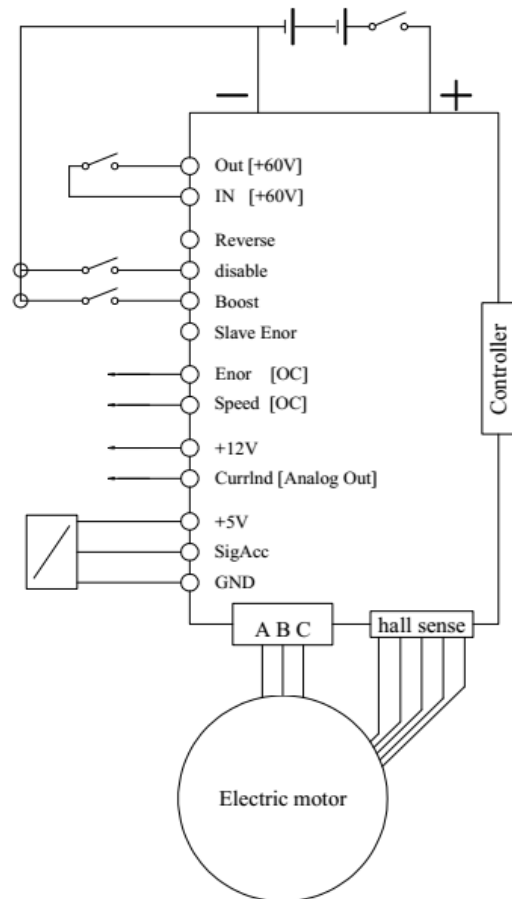 − +
Out [+60V]
IN [+60V]
Reverse
disable
Boost
Slave Enor
Enor [OC]
Speed [OC]
+12V
CurrInd [Analog Out]
+5V
SigAcc
GND
Controller
A B C
hall sense
Electric motor